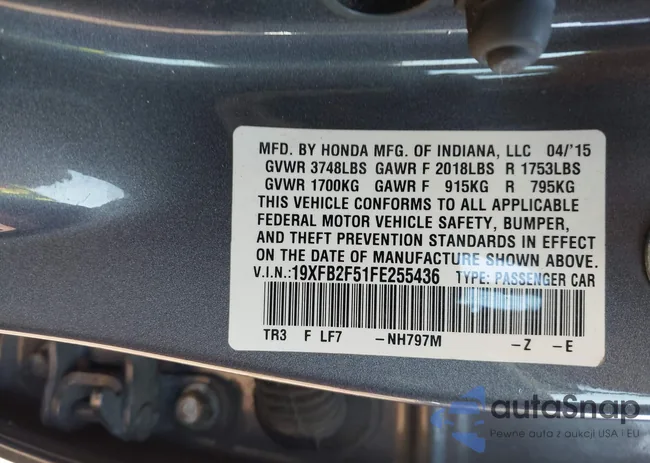 MFD. BY HONDA MFG. OF INDIANA, LLC 04/'15
GVWR 3748LBS GAWR F 2018LBS R 1753LBS
GVWR 1700KG GAWR F 915KG R 795KG
THIS VEHICLE CONFORMS TO ALL APPLICABLE
FEDERAL MOTOR VEHICLE SAFETY, BUMPER,
AND THEFT PREVENTION STANDARDS IN EFFECT
ON THE DATE OF MANUFACTURE SHOWN ABOVE.
V.I.N.:19XFB2F51FE255436 TYPE: PASSENGER CAR
TR3 F LF7 -NH797M -Z -E
autoSnap
Pewne auto z aukcji USA i EU